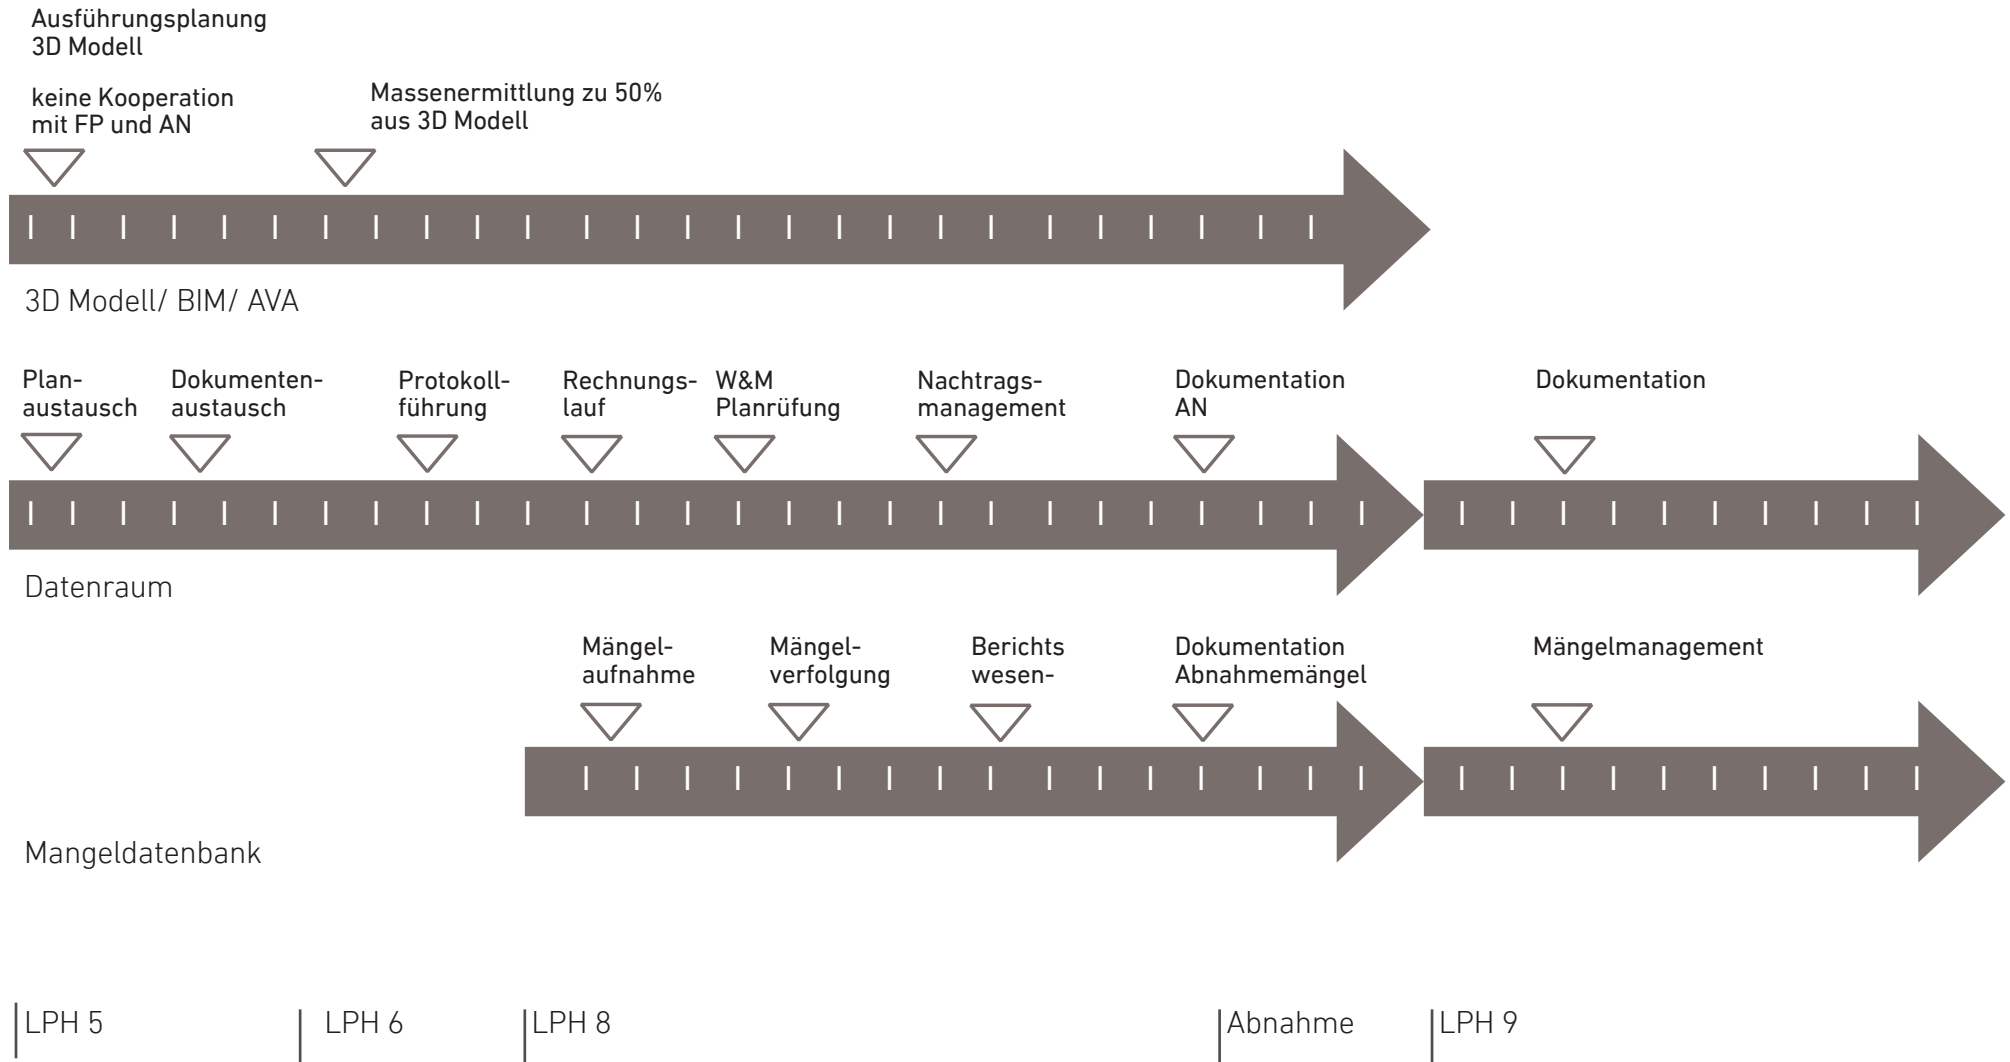 Ausführungsplanung
3D Modell
keine Kooperation
mit FP und AN
Massenermittlung zu 50%
aus 3D Modell
3D Modell/ BIM/ AVA
Plan-
austausch
Dokumenten-
austausch
Protokoll-
führung
Rechnungs-
lauf
W&M
Planrüfung
Nachtrags-
management
Dokumentation
AN
Dokumentation
Datenraum
Mängel-
aufnahme
Mängel-
verfolgung
Berichts
wesen-
Dokumentation
Abnahmemängel
Mängelmanagement
Mangeldatenbank
LPH 5
LPH 6
LPH 8
Abnahme
LPH 9